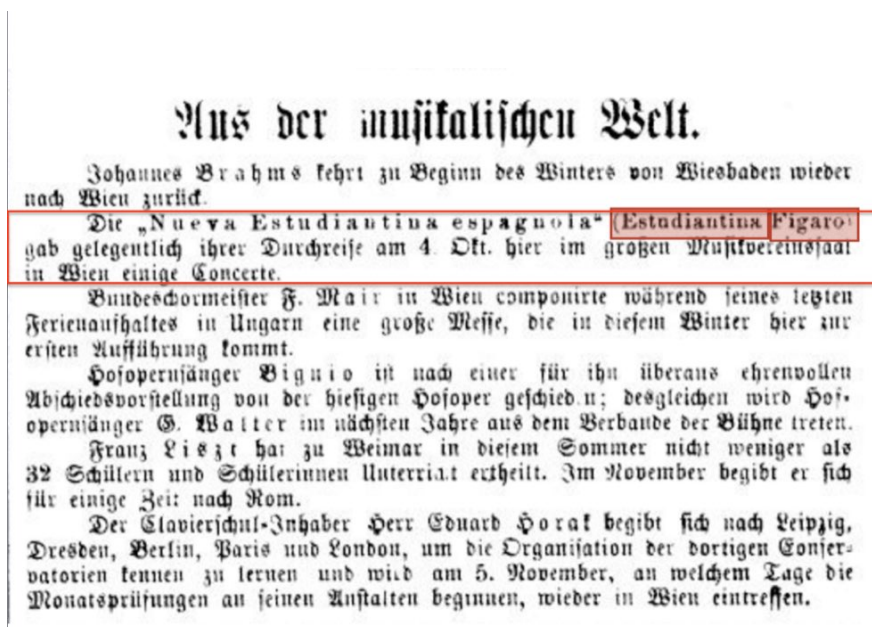 Aus der musikalischen Welt.
Johannes Brahms kehrt zu Beginn des Winters von Wiesbaden wieder
nach Wien zurück.
Die „Nueva Estudiantina espagnola“ (Estudiantina Figaro)
gab gelegentlich ihrer Durchreise am 4. Okt. hier im großen Musikvereinssaal
in Wien einige Concerte.
Bundeschormeister F. Mair in Wien componirte während seines letzten
Ferienaufhaltes in Ungarn eine große Messe, die in diesem Winter hier zur
ersten Aufführung kommt.
Hofopernsänger Bignio ist nach einer für ihn überaus ehrenvollen
Abschiedsvorstellung von der hiesigen Hofoper geschieden; desgleichen wird Hof-
opernsänger G. Walter im nächsten Jahre aus dem Verbande der Bühne treten.
Franz Liszt hat zu Weimar in diesem Sommer nicht weniger als
32 Schülern und Schülerinnen Unterricht ertheilt. Im November begibt er sich
für einige Zeit nach Rom.
Der Clavierschul-Inhaber Herr Eduard Horak begibt sich nach Leipzig,
Dresden, Berlin, Paris und London, um die Organisation der dortigen Conser-
vatorien kennen zu lernen und wird am 5. November, an welchem Tage die
Monatsprüfungen an seinen Anstalten beginnen, wieder in Wien eintreffen.